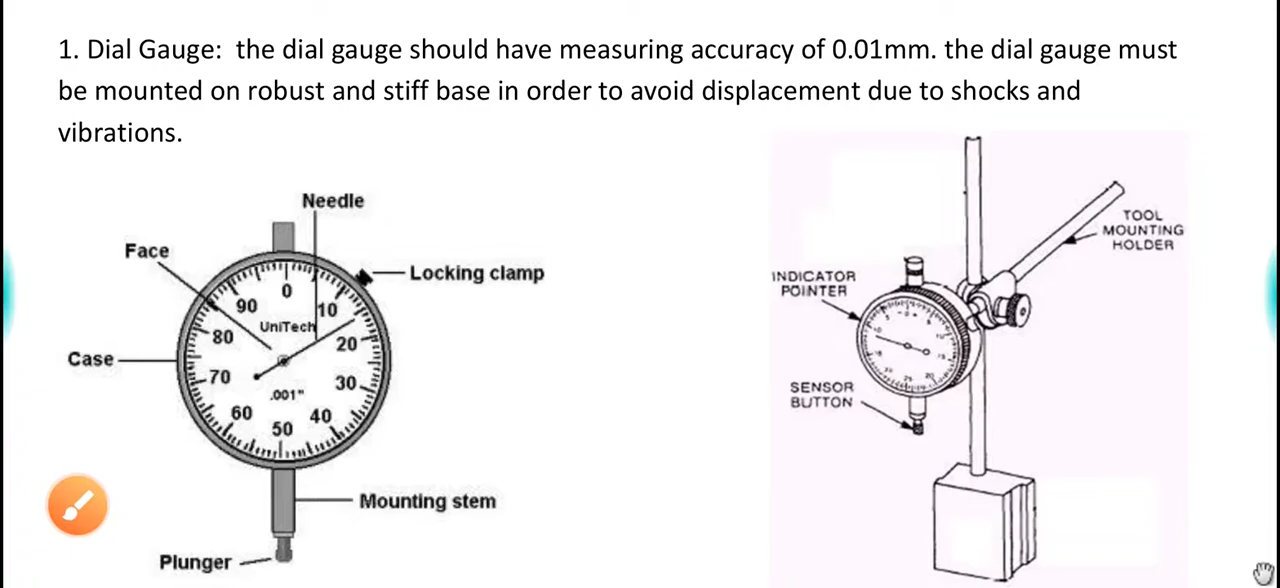 1. Dial Gauge:  the dial gauge should have measuring accuracy of 0.01mm. the dial gauge must
be mounted on robust and stiff base in order to avoid displacement due to shocks and
vibrations.
Needle
Face
Locking clamp
0
90
10
UniTech
80
20
Case
70
30
.001"
60
40
50
Mounting stem
Plunger
TOOL
MOUNTING
HOLDER
INDICATOR
POINTER
SENSOR
BUTTON